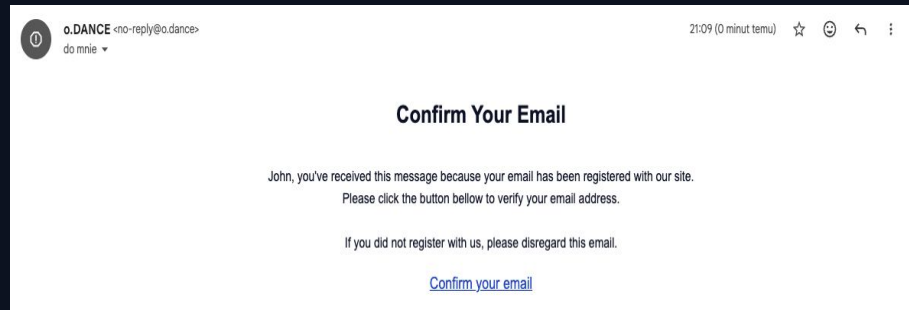 o.DANCE <no-reply@o.dance>
21:09 (0 minut temu)
do mnie
Confirm Your Email
John, you've received this message because your email has been registered with our site.
Please click the button bellow to verify your email address.
If you did not register with us, please disregard this email.
Confirm your email